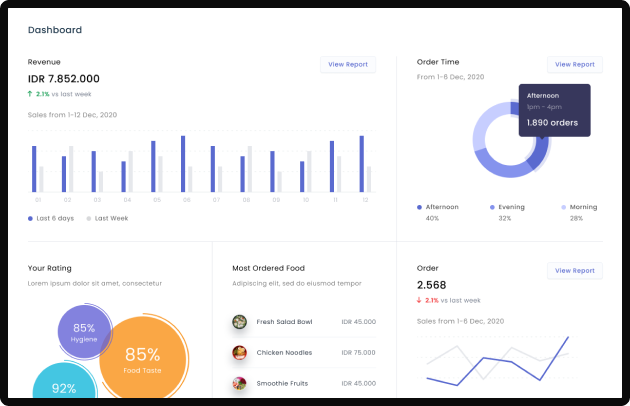 Dashboard
Revenue
View Report
IDR 7.852.000
2.1% vs last week
Sales from 1-12 Dec, 2020
01 02 03 04 05 06 07 08 09 10 11 12
Last 6 days
Last Week
Order Time
View Report
From 1-6 Dec, 2020
Afternoon
1pm - 4pm
1.890 orders
Afternoon
40%
Evening
32%
Morning
28%
Your Rating
Lorem ipsum dolor sit amet, consectetur
85%
Hygiene
85%
Food Taste
92%
Most Ordered Food
Adipiscing elit, sed do eiusmod tempor
Fresh Salad Bowl IDR 45.000
Chicken Noodles IDR 75.000
Smoothie Fruits IDR 45.000
Order
View Report
2.568
2.1% vs last week
Sales from 1-6 Dec, 2020